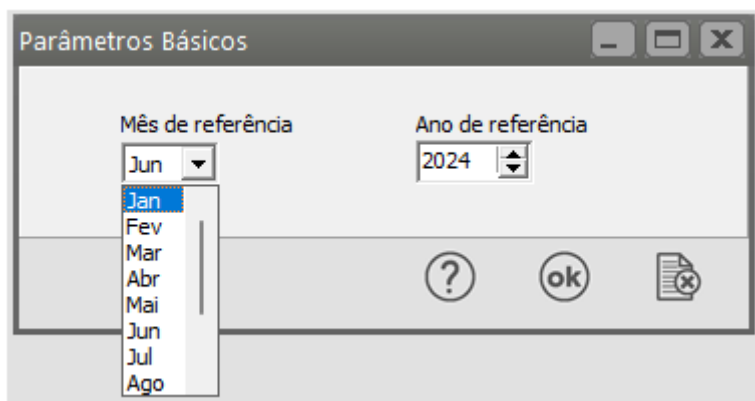 Parâmetros Básicos
Mês de referência
Ano de referência
Jun
2024
Jan
Fev
Mar
Abr
Mai
Jun
Jul
Ago
?
ok